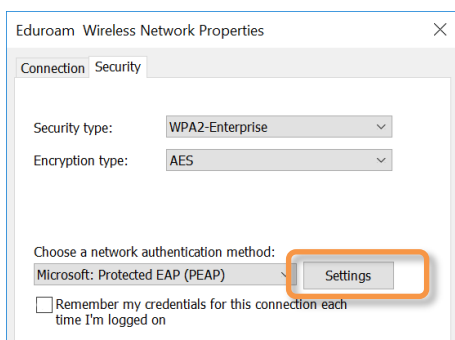 Eduroam Wireless Network Properties
Connection Security
Security type: WPA2-Enterprise
Encryption type: AES
Choose a network authentication method:
Microsoft: Protected EAP (PEAP) Settings
Remember my credentials for this connection each
time I'm logged on